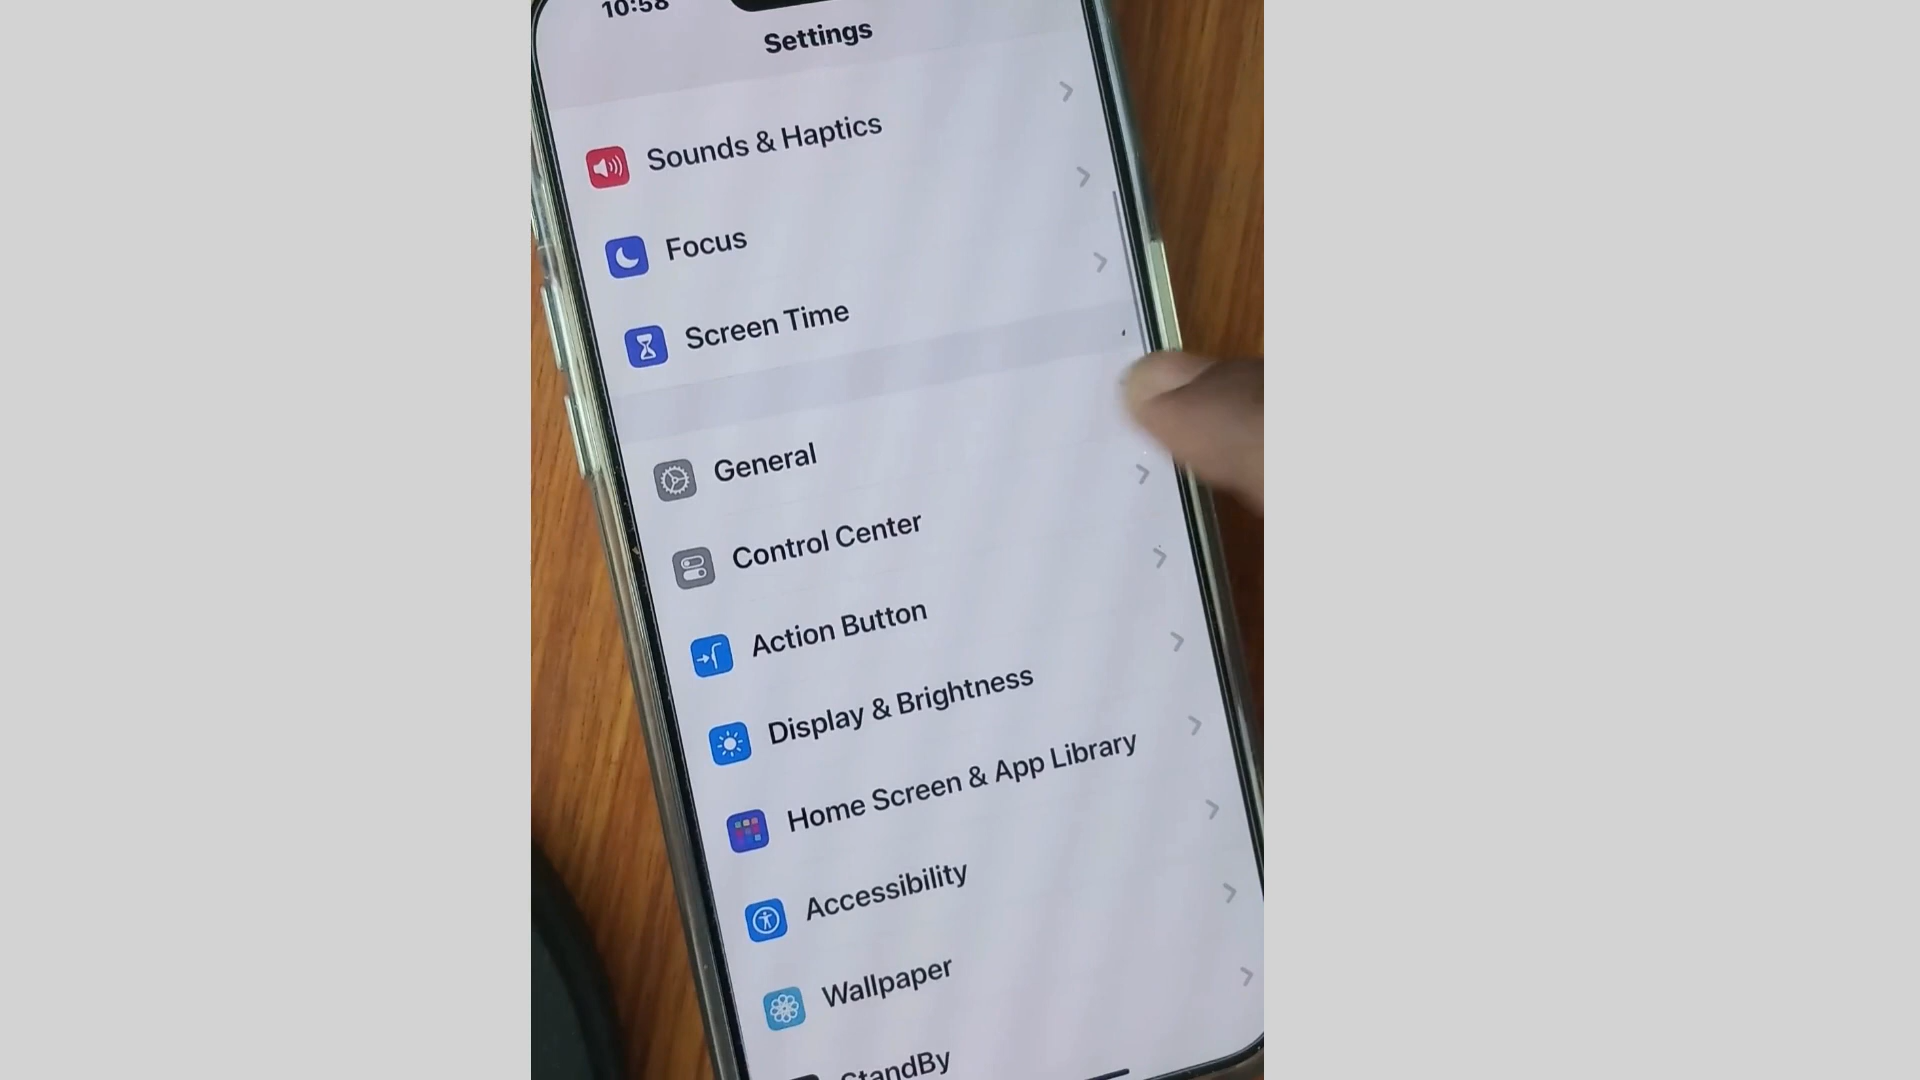 10:58
Settings
Sounds & Haptics
Focus
Screen Time
General
Control Center
Action Button
Display & Brightness
Home Screen & App Library
Accessibility
Wallpaper
StandBy